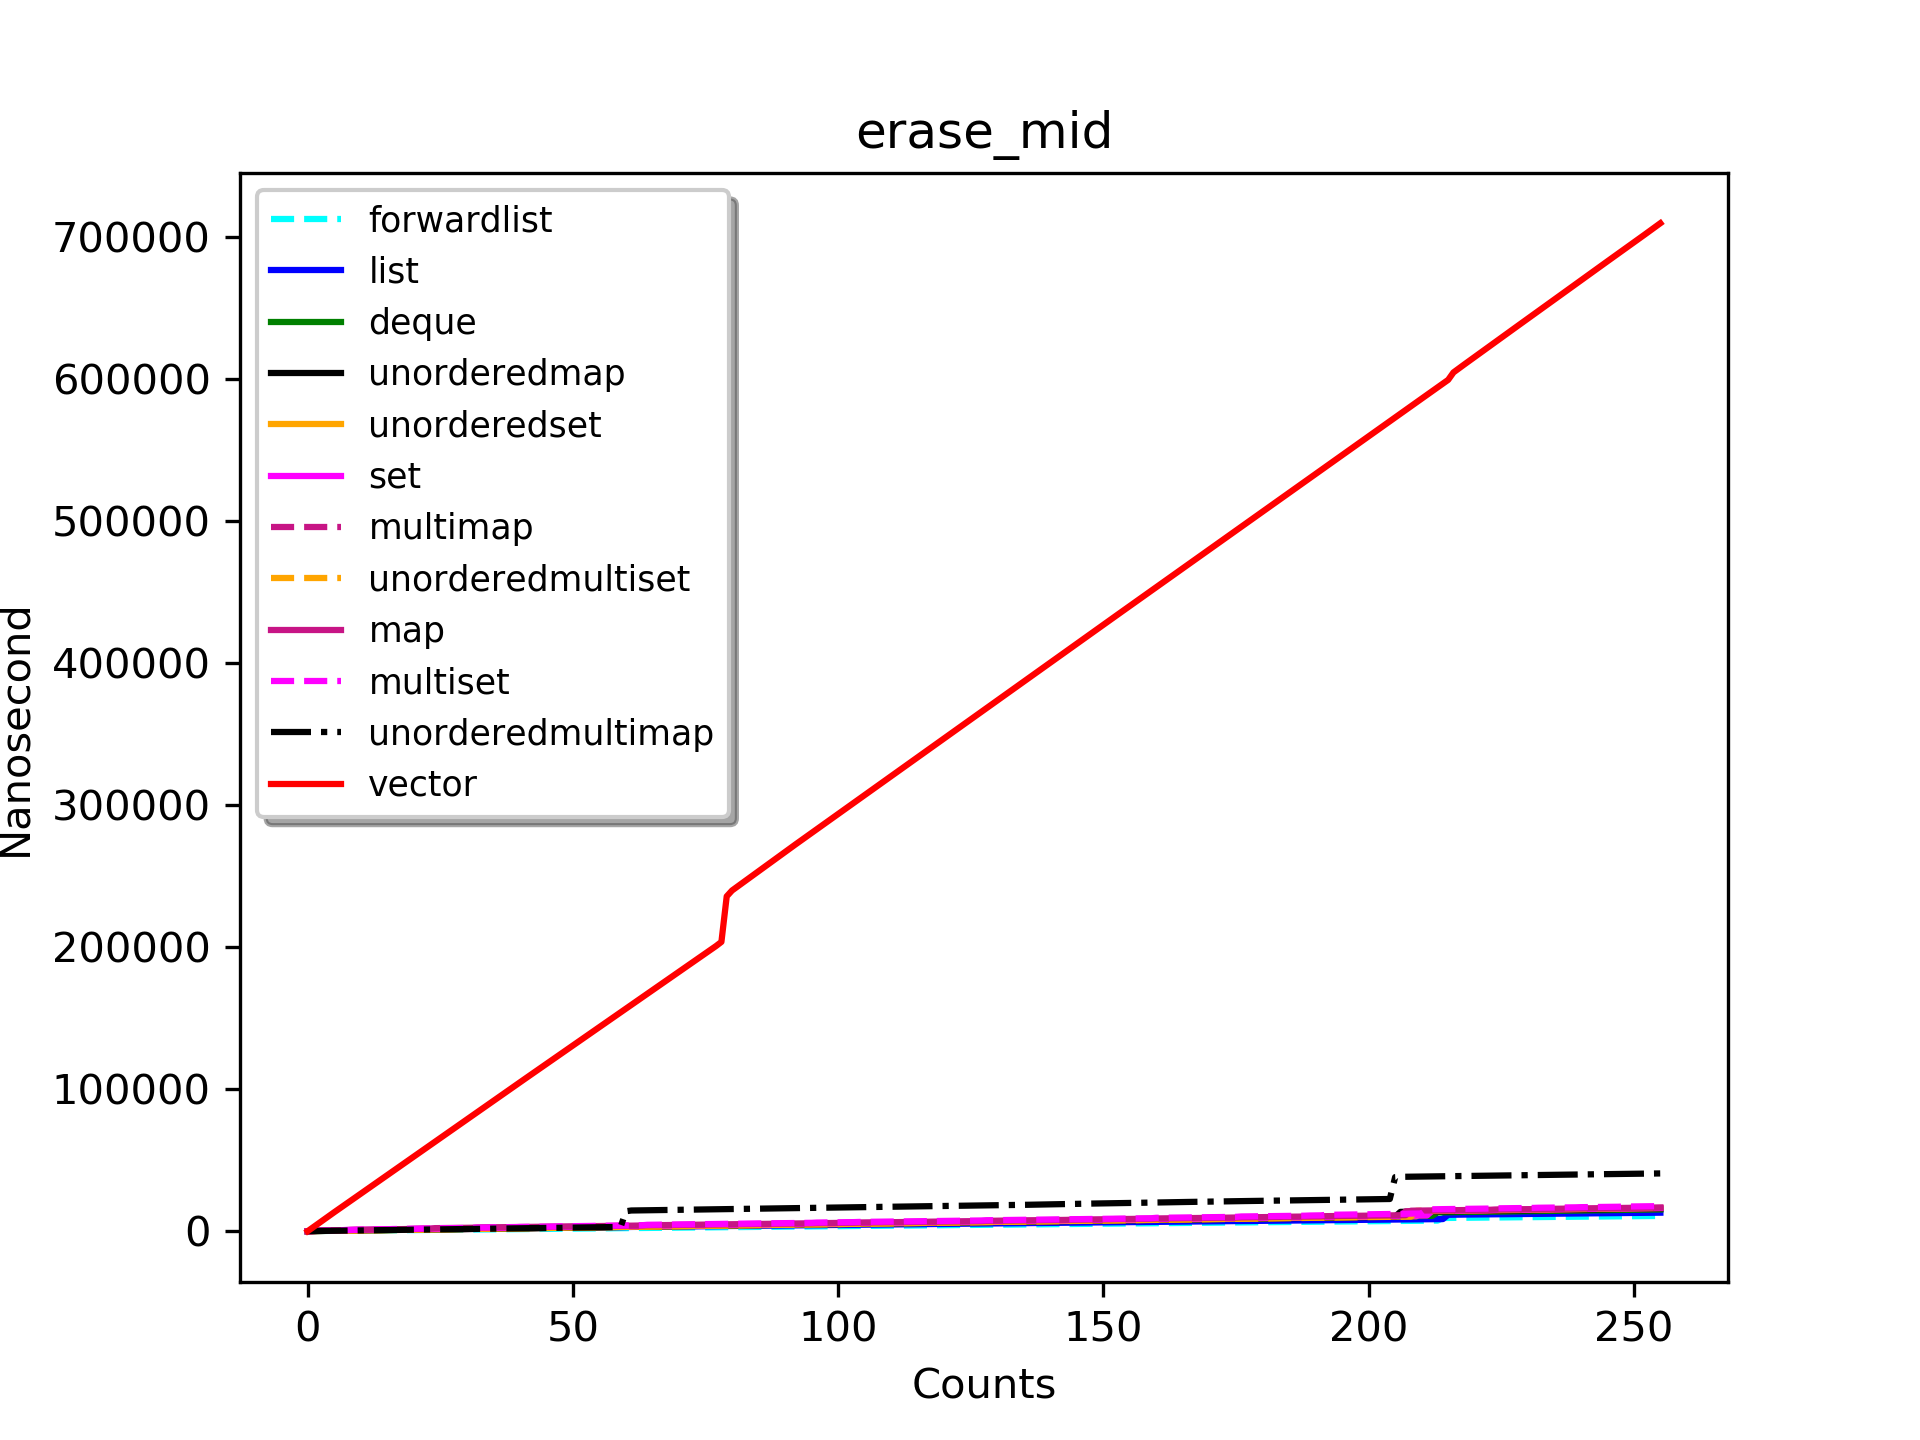 erase_mid
forwardlist
list
deque
unorderedmap
unorderedset
set
multimap
unorderedmultiset
map
multiset
unorderedmultimap
vector
700000
600000
500000
400000
300000
200000
100000
0
Nanosecond
0 50 100 150 200 250
Counts